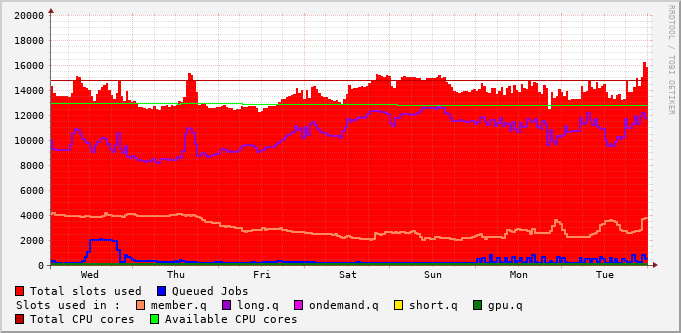 20000
18000
16000
14000
12000
10000
8000
6000
4000
2000
0
Wed Thu Fri Sat Sun Mon Tue
RRDTOOL / TOBI OETIKER
Total slots used Queued Jobs
Slots used in : member.q long.q ondemand.q short.q gpu.q
Total CPU cores Available CPU cores